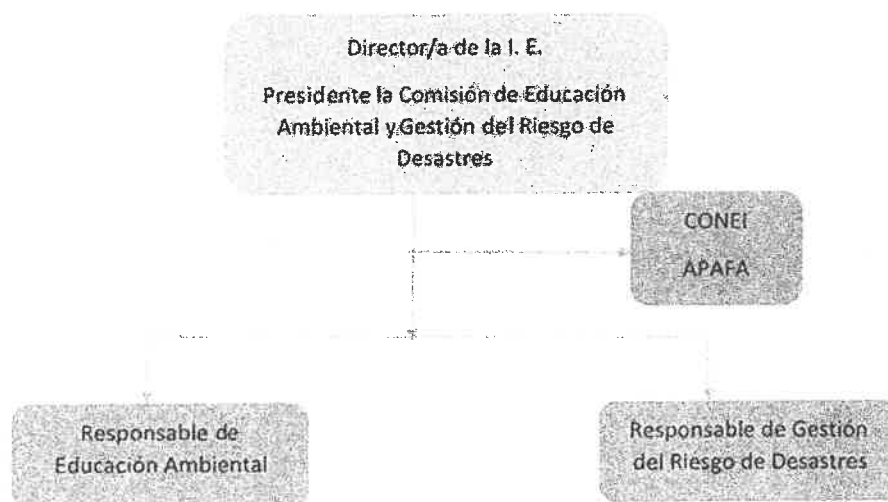 Director/a de la I. E.
Presidente la Comisión de Educación
Ambiental y Gestión del Riesgo de
Desastres
CONEI
APAFA
Responsable de
Educación Ambiental
Responsable de Gestión
del Riesgo de Desastres